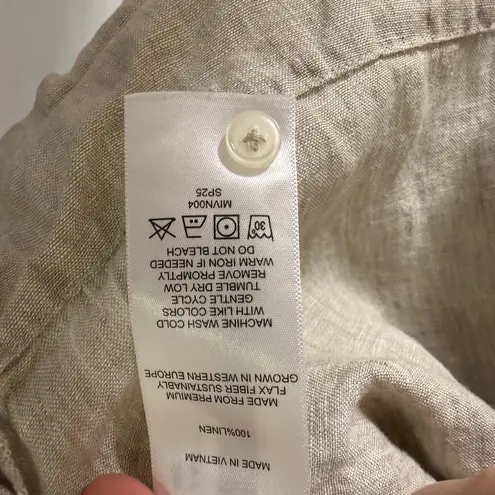 MADE IN VIETNAM
100%LINEN
MADE FROM PREMIUM
FLAX FIBER SUSTAINABLY
GROWN IN WESTERN EUROPE
MACHINE WASH COLD
WITH LIKE COLORS
GENTLE CYCLE
TUMBLE DRY LOW
REMOVE PROMPTLY
WARM IRON IF NEEDED
DO NOT BLEACH
30
MIVN004
SP25